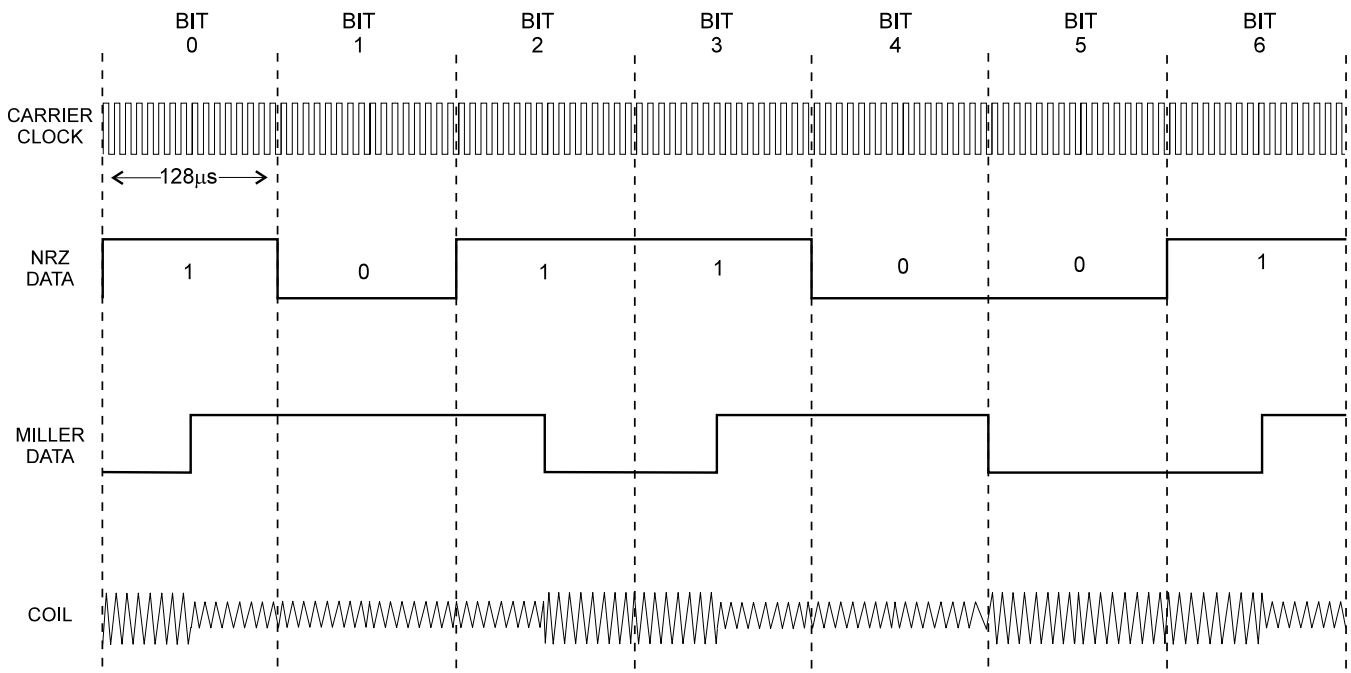 BIT 0
BIT 1
BIT 2
BIT 3
BIT 4
BIT 5
BIT 6
CARRIER
CLOCK
128μs
NRZ
DATA
1 0 1 1 0 0 1
MILLER
DATA
COIL